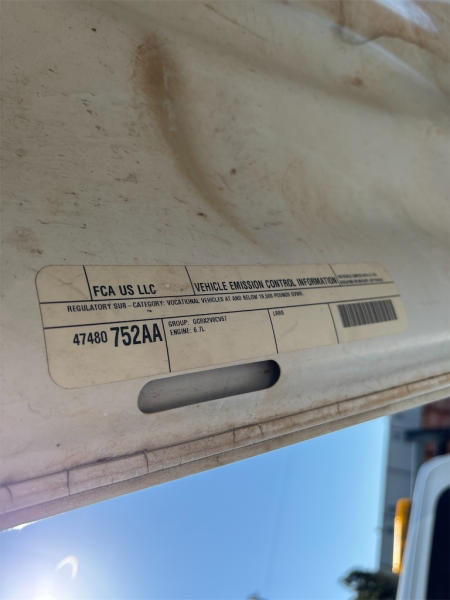 FCA US LLC
VEHICLE EMISSION CONTROL INFORMATION
REGULATORY SUB-CATEGORY: VOCATIONAL VEHICLES AT AND BELOW 19,500 POUNDS GVWR.
47480 752AA
GROUP:
ENGINE: 6.7L